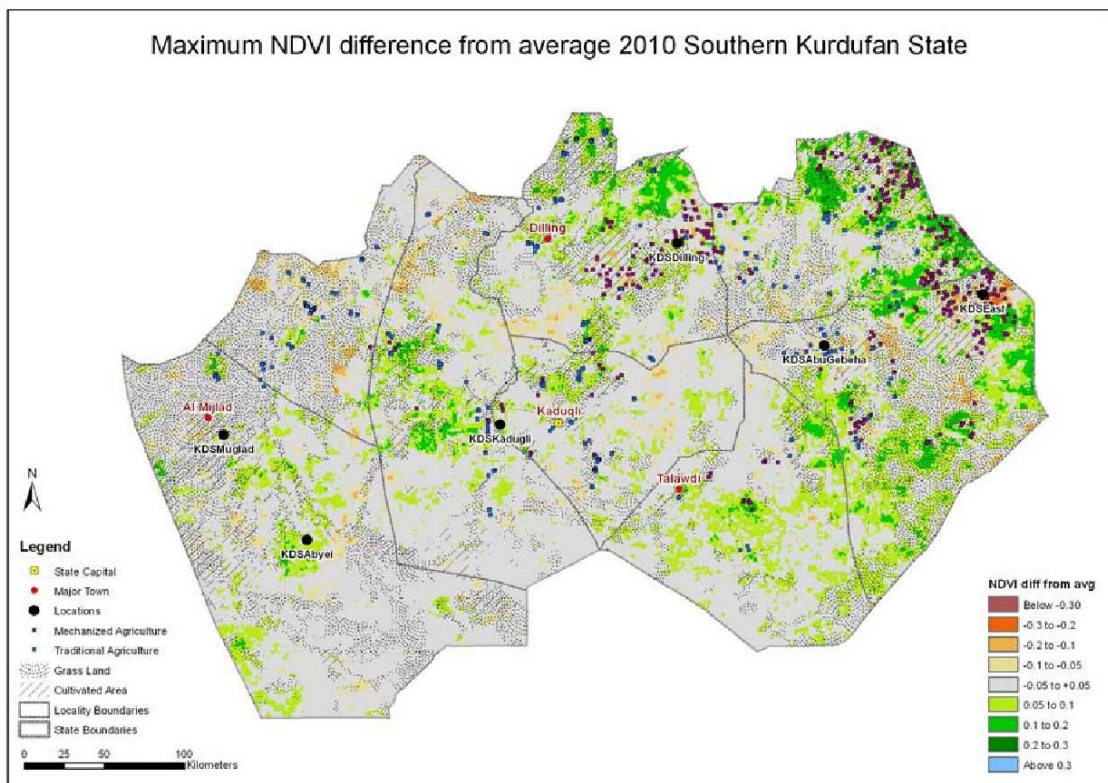 Maximum NDVI difference from average 2010 Southern Kurdufan State
Dilling
KDSDilling
KDSEast
KDSAbuGebeha
Al Mijlad
KDSMuglad
Kaduqli
KDSKadugli
Talawdi
KDSAbyei
N
Legend
State Capital
Major Town
Locations
Mechanized Agriculture
Traditional Agriculture
Grass Land
Cultivated Area
Locality Boundaries
State Boundaries
0 25 50 100
Kilometers
NDVI diff from avg
Below -0.30
-0.3 to -0.2
-0.2 to -0.1
-0.1 to -0.05
-0.05 to +0.05
0.05 to 0.1
0.1 to 0.2
0.2 to 0.3
Above 0.3